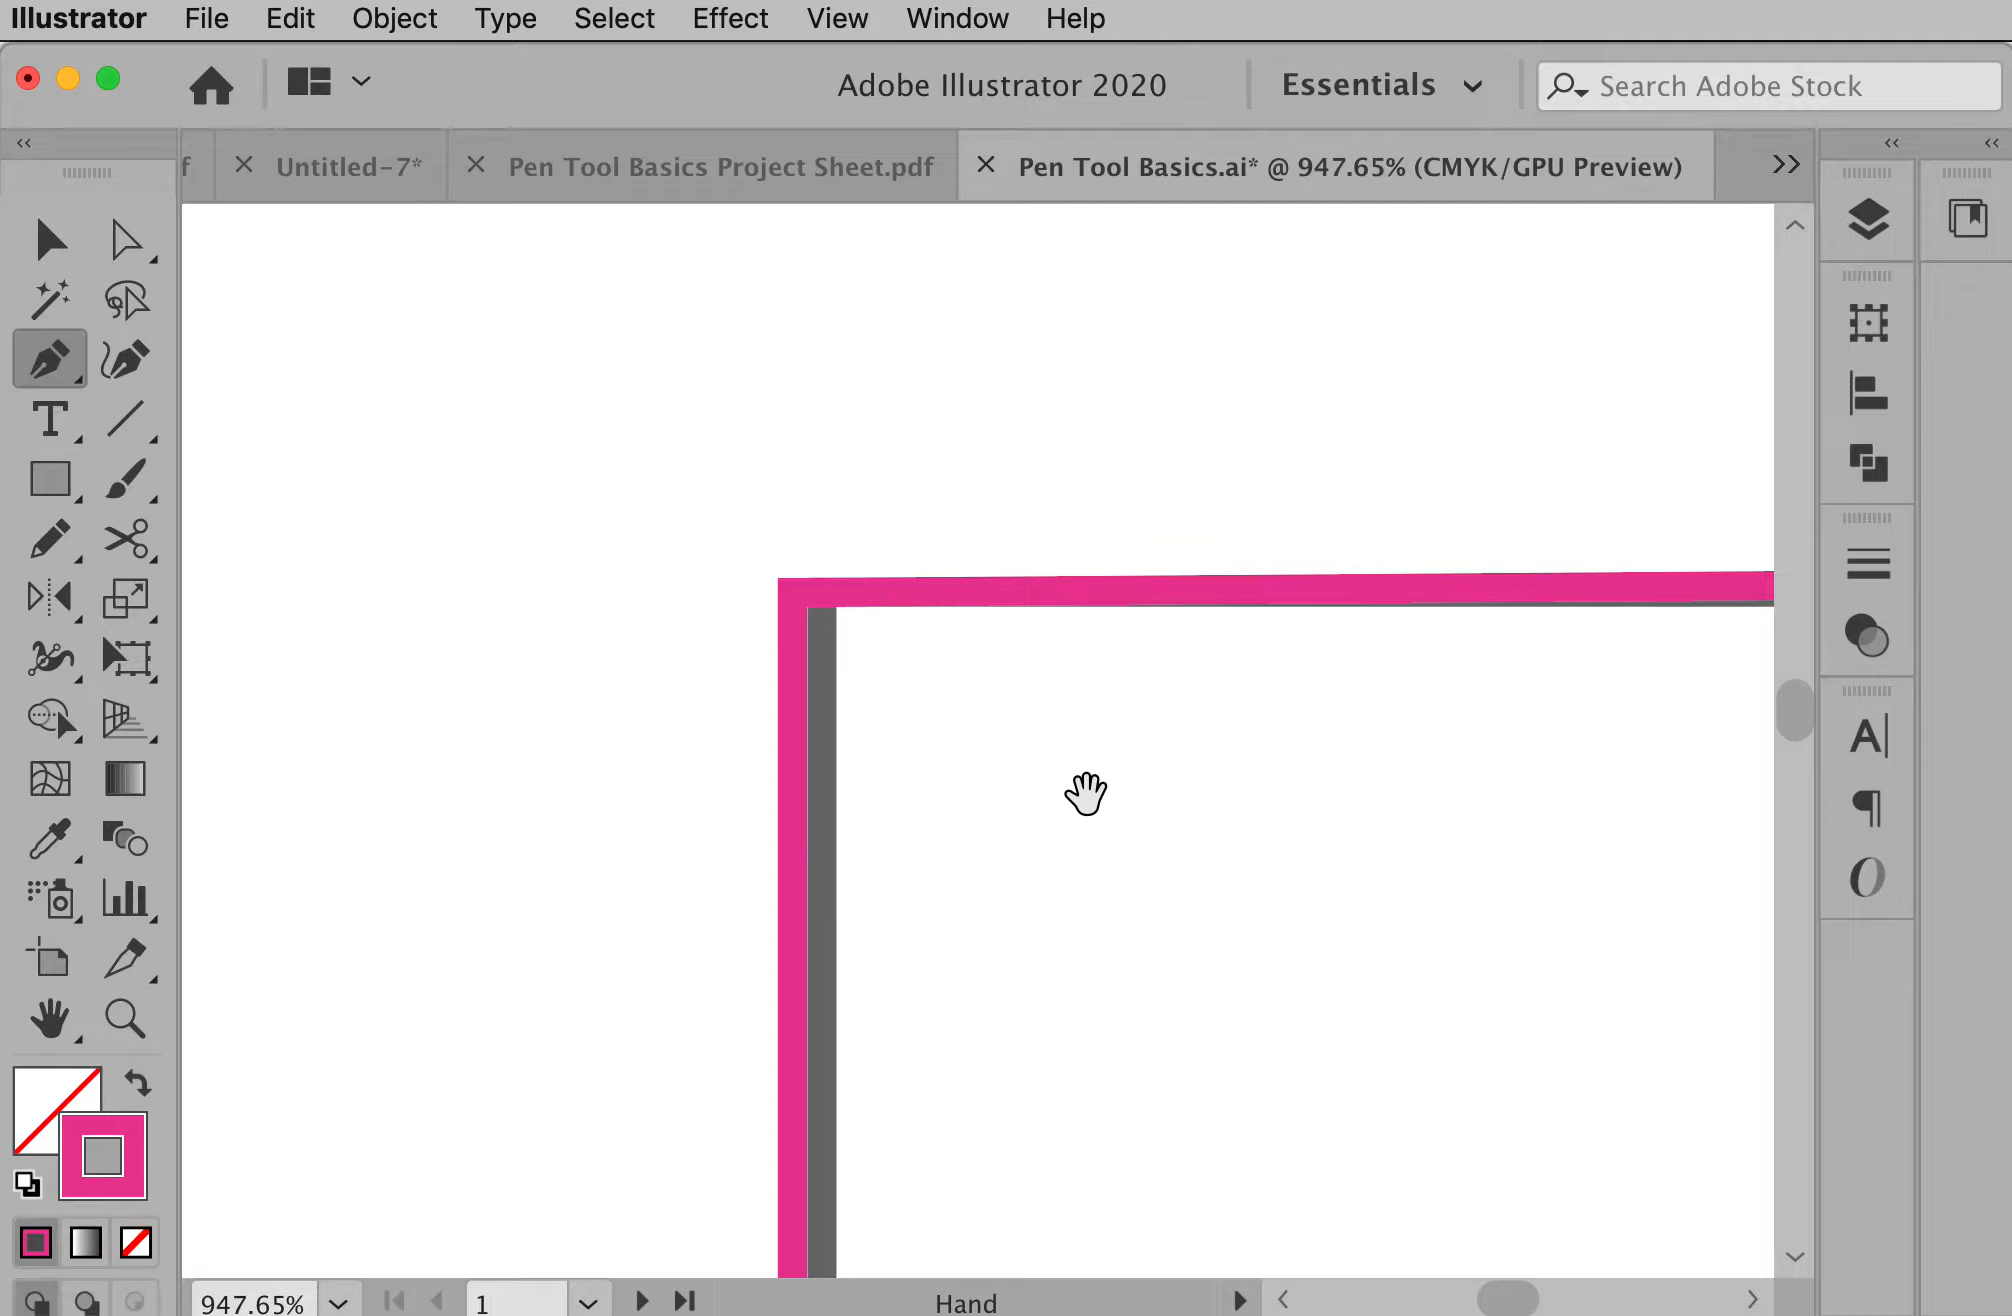 Illustrator File Edit Object Type Select Effect View Window Help
Adobe Illustrator 2020 Essentials Search Adobe Stock
f Untitled-7* Pen Tool Basics Project Sheet.pdf Pen Tool Basics.ai* @ 947.65% (CMYK/GPU Preview)
947.65% 1 Hand